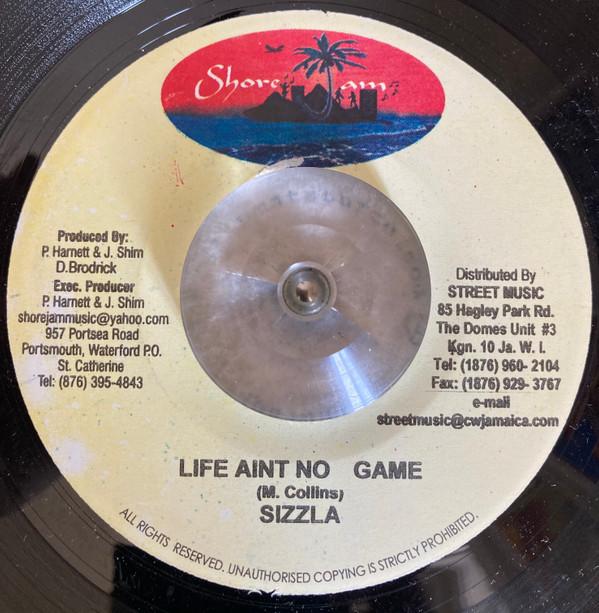 Shore Jam
Produced By:
P. Harnett & J. Shim
D.Brodrick
Exec. Producer
P. Harnett & J. Shim
shorejammusic@yahoo.com
957 Portsea Road
Portsmouth, Waterford P.O.
St. Catherine
Tel: (876) 395-4843
Distributed By
STREET MUSIC
85 Hagley Park Rd.
The Domes Unit #3
Kgn. 10 Ja. W. I.
Tel: (1876) 960- 2104
Fax: (1876) 929- 3767
e-mail
streetmusic@cwjamaica.com
LIFE AINT NO GAME
(M. Collins)
SIZZLA
ALL RIGHTS RESERVED. UNAUTHORISED COPYING IS STRICTLY PROHIBITED.